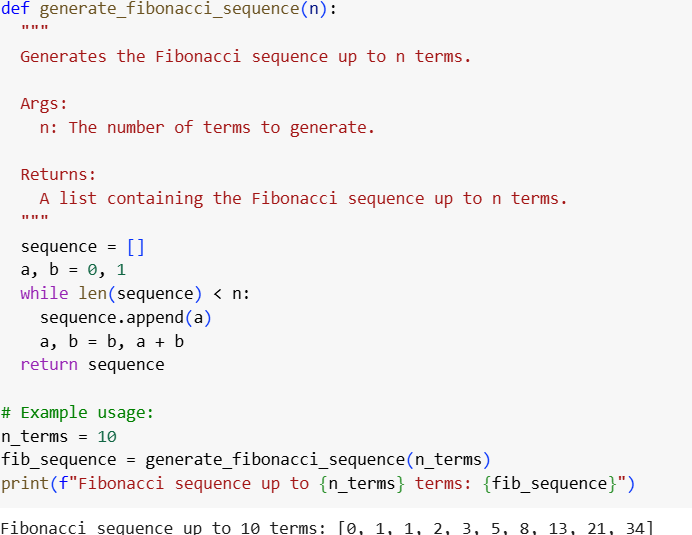 def generate_fibonacci_sequence(n):
  """
  Generates the Fibonacci sequence up to n terms.

  Args:
    n: The number of terms to generate.

  Returns:
    A list containing the Fibonacci sequence up to n terms.
  """
  sequence = []
  a, b = 0, 1
  while len(sequence) < n:
    sequence.append(a)
    a, b = b, a + b
  return sequence

# Example usage:
n_terms = 10
fib_sequence = generate_fibonacci_sequence(n_terms)
print(f"Fibonacci sequence up to {n_terms} terms: {fib_sequence}")

Fibonacci sequence up to 10 terms: [0, 1, 1, 2, 3, 5, 8, 13, 21, 34]